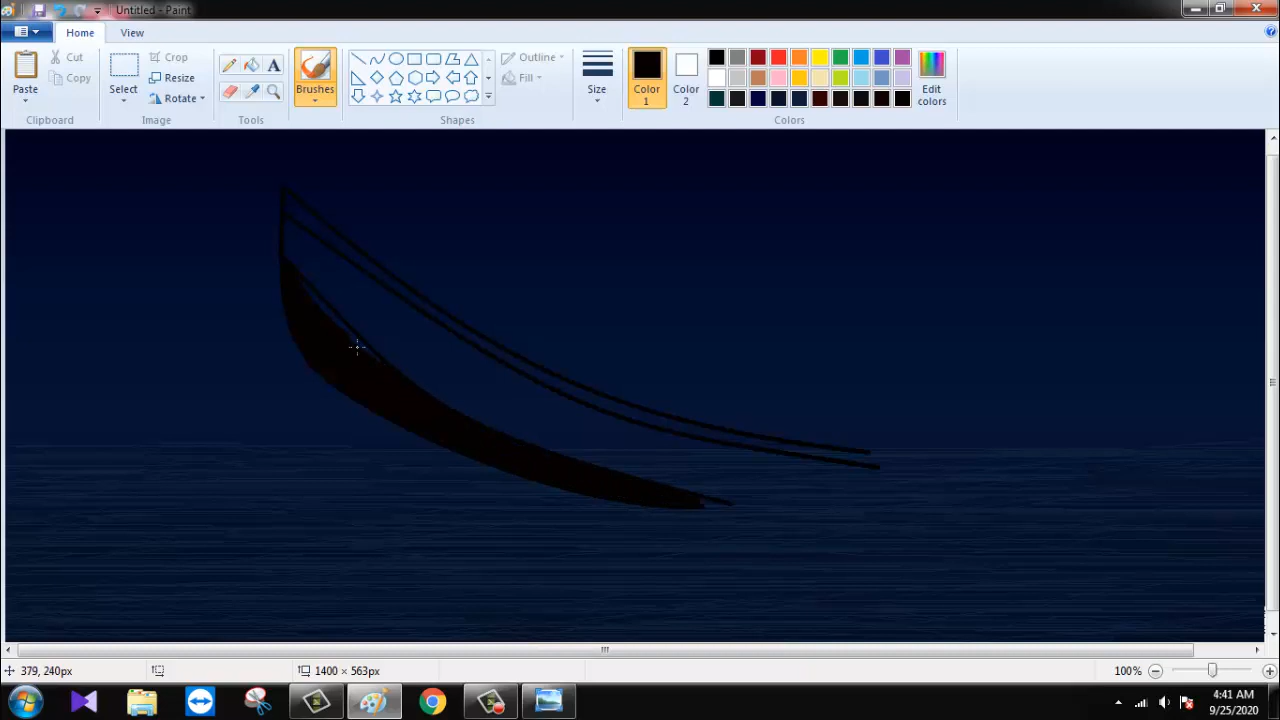 Untitled - Paint
Home View
Paste
Cut
Copy
Clipboard
Select
Crop
Resize
Rotate
Image
A
Tools
Brushes
Outline
Fill
Shapes
Size
Color 1
Color 2
Edit colors
Colors
379, 240px
1400 × 563px
100%
4:41 AM
9/25/2020